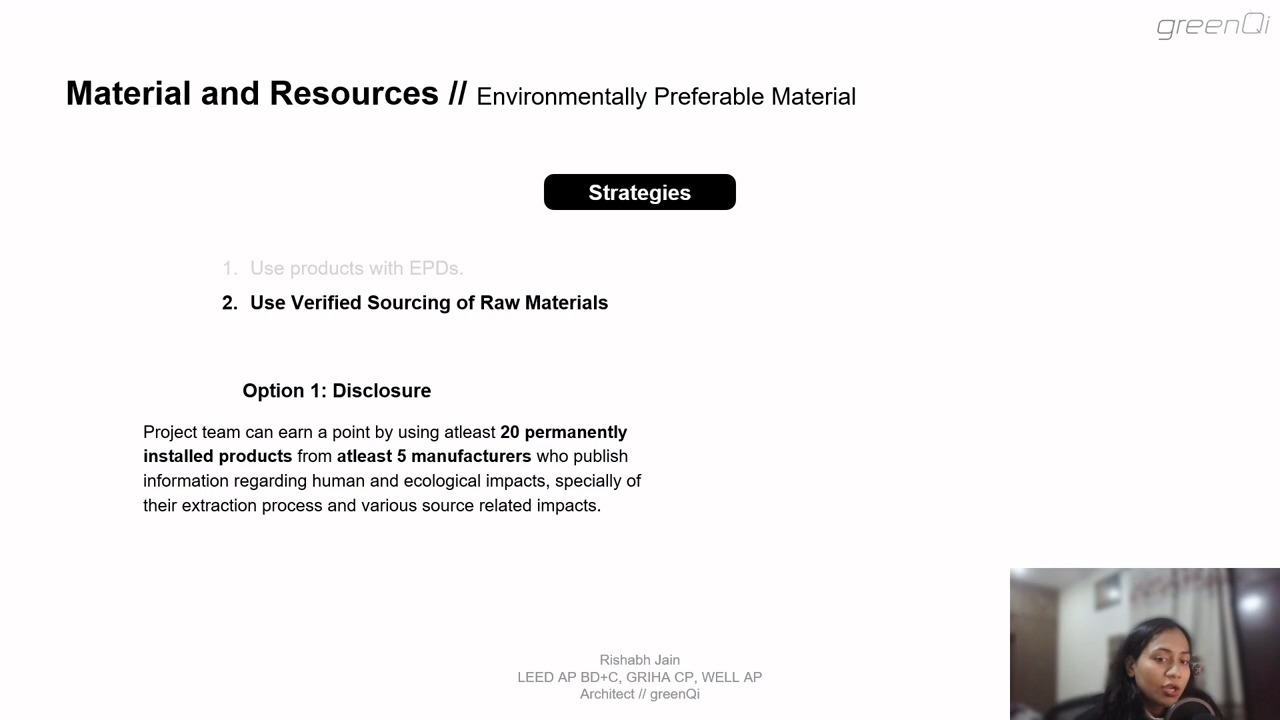 greenQi
Material and Resources // Environmentally Preferable Material
Strategies
1. Use products with EPDs.
2. Use Verified Sourcing of Raw Materials
Option 1: Disclosure
Project team can earn a point by using atleast 20 permanently
installed products from atleast 5 manufacturers who publish
information regarding human and ecological impacts, specially of
their extraction process and various source related impacts.
Rishabh Jain
LEED AP BD+C, GRIHA CP, WELL AP
Architect // greenQi